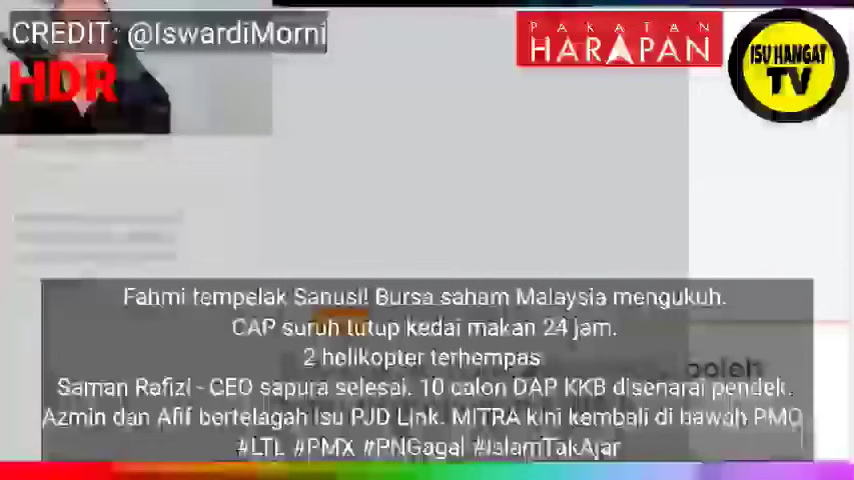 CREDIT: @IswardiMorni
HDR
PAKATAN
HARAPAN
ISU HANGAT
TV
Fahmi tempelak Sanusi! Bursa saham Malaysia mengukuh.
CAP suruh tutup kedai makan 24 jam.
2 helikopter terhempas
boleh
Saman Rafizi - CEO sapura selesai. 10 calon DAP KKB disenarai pendek.
Azmin dan Afif bertelagah isu PJD Link. MITRA kini kembali di bawah PMO
#LTL #PMX #PNGagal #IslamTakAjar